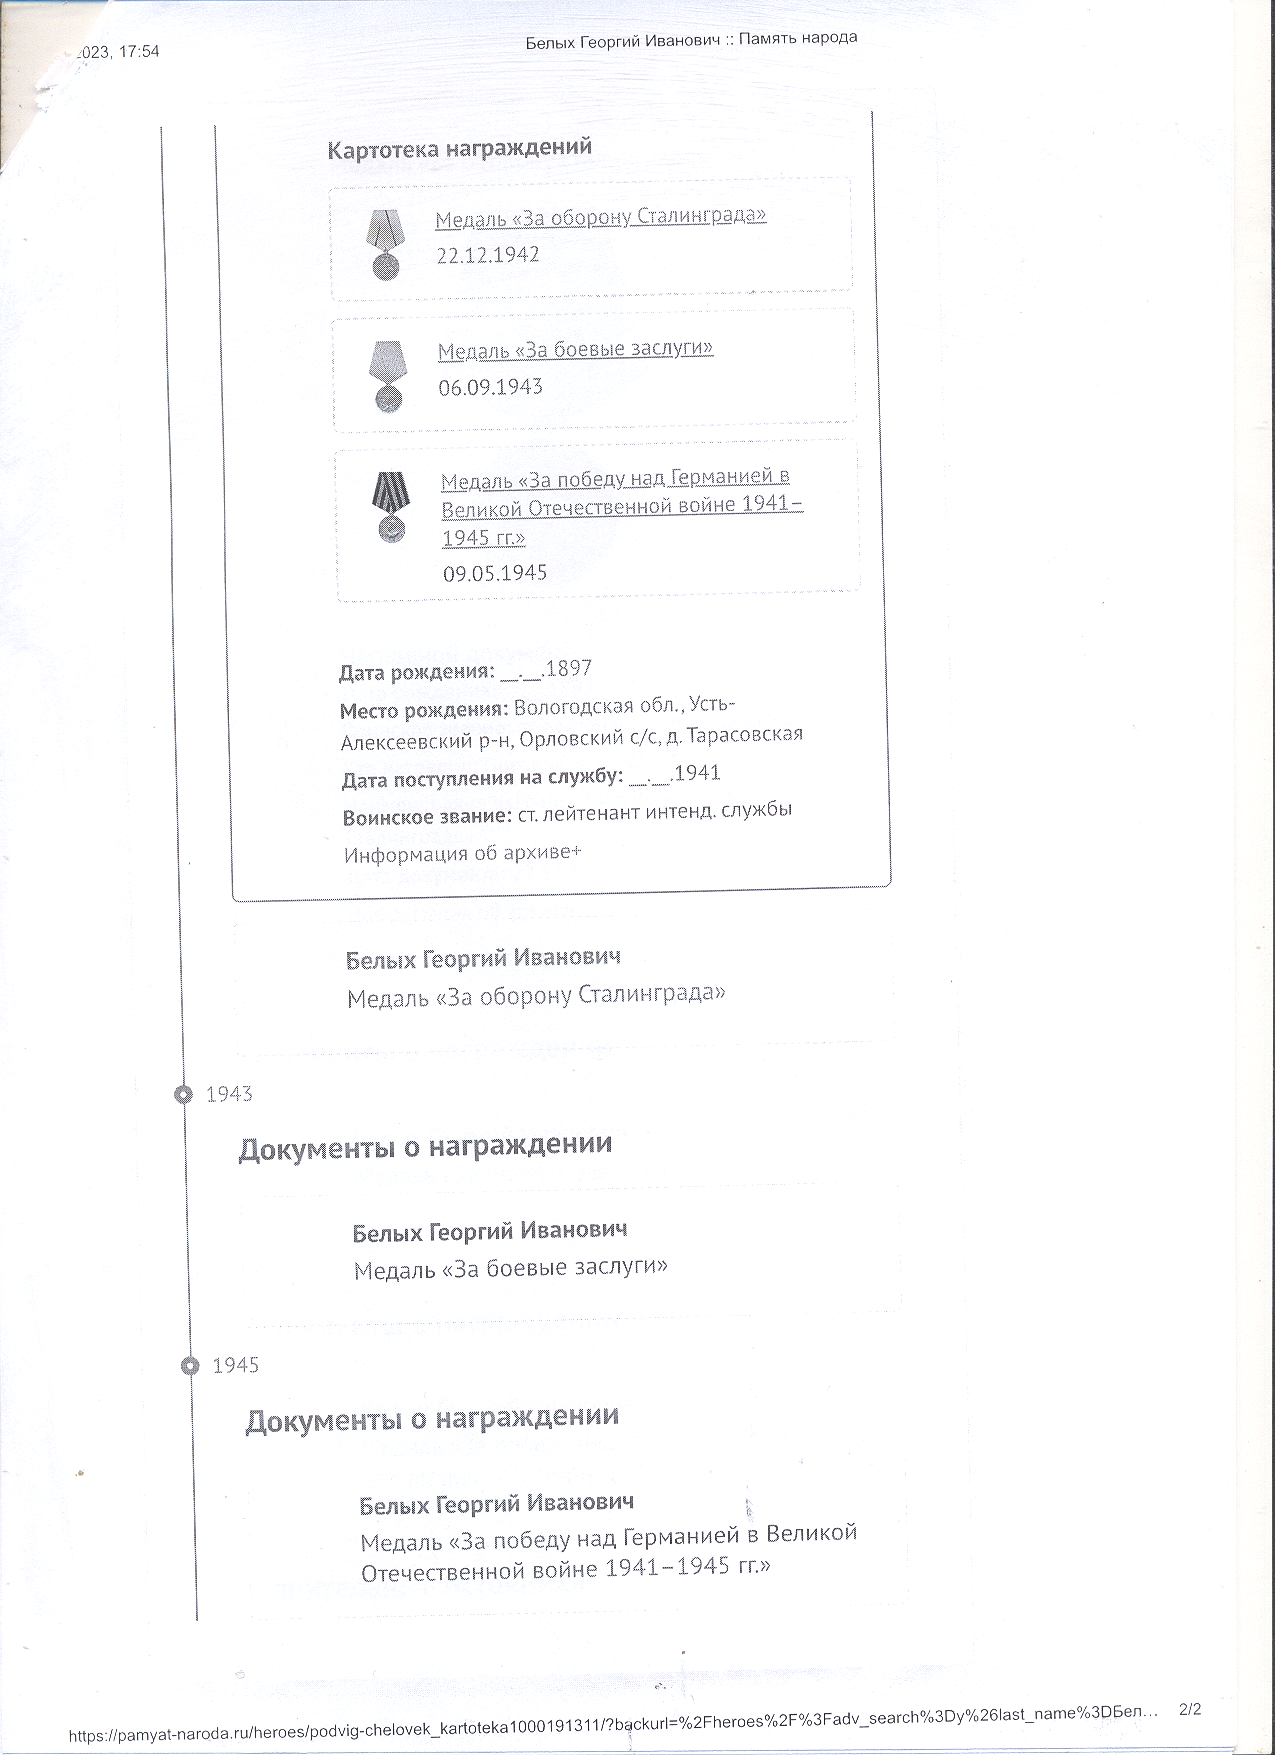 2023, 17:54
Белых Георгий Иванович :: Память народа
Картотека награждений
Медаль «За оборону Сталинграда»
22.12.1942
Медаль «За боевые заслуги»
06.09.1943
Медаль «За победу над Германией в
Великой Отечественной войне 1941–
1945 гг.»
09.05.1945
Дата рождения: __.__.1897
Место рождения: Вологодская обл., Усть-
Алексеевский р-н, Орловский с/с, д. Тарасовская
Дата поступления на службу: __.__.1941
Воинское звание: ст. лейтенант интенд. службы
Информация об архиве+
Белых Георгий Иванович
Медаль «За оборону Сталинграда»
1943
Документы о награждении
Белых Георгий Иванович
Медаль «За боевые заслуги»
1945
Документы о награждении
Белых Георгий Иванович
Медаль «За победу над Германией в Великой
Отечественной войне 1941–1945 гг.»
https://pamyat-naroda.ru/heroes/podvig-chelovek_kartoteka1000191311/?backurl=%2Fheroes%2F%3Fadv_search%3Dy%26last_name%3DБел... 2/2